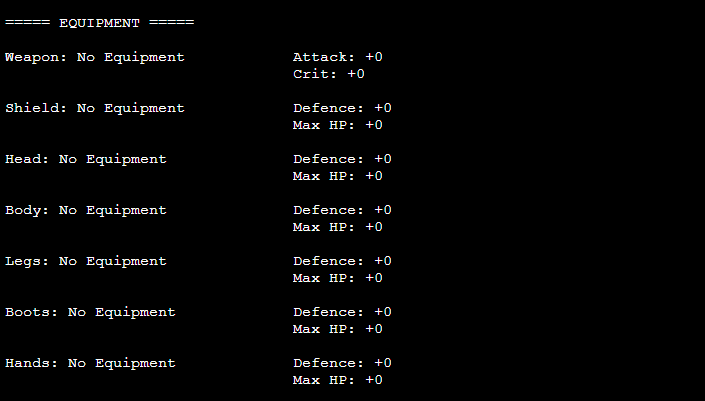 ===== EQUIPMENT =====
Weapon: No Equipment Attack: +0
Crit: +0
Shield: No Equipment Defence: +0
Max HP: +0
Head: No Equipment Defence: +0
Max HP: +0
Body: No Equipment Defence: +0
Max HP: +0
Legs: No Equipment Defence: +0
Max HP: +0
Boots: No Equipment Defence: +0
Max HP: +0
Hands: No Equipment Defence: +0
Max HP: +0